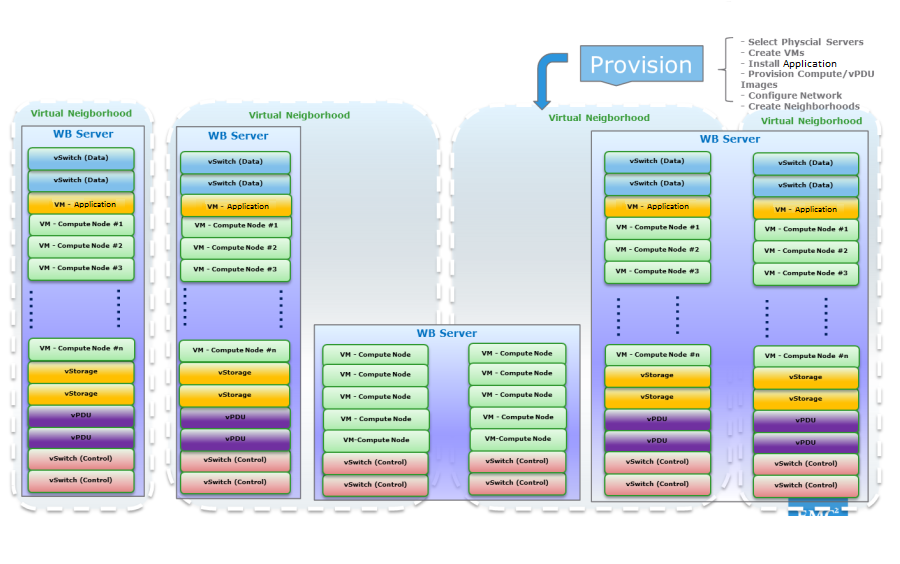 Provision
- Select Physcial Servers
- Create VMs
- Install Application
- Provision Compute/vPDU
Images
- Configure Network
- Create Neighborhoods
Virtual Neigborhood
WB Server
vSwitch (Data)
vSwitch (Data)
VM - Application
VM - Compute Node #1
VM - Compute Node #2
VM - Compute Node #3
VM - Compute Node #n
vStorage
vStorage
vPDU
vPDU
vSwitch (Control)
vSwitch (Control)
Virtual Neighborhood
WB Server
vSwitch (Data)
vSwitch (Data)
VM - Application
VM - Compute Node #1
VM - Compute Node #2
VM - Compute Node #3
VM - Compute Node #n
vStorage
vStorage
vPDU
vPDU
vSwitch (Control)
vSwitch (Control)
WB Server
VM - Compute Node
VM - Compute Node
VM - Compute Node
VM - Compute Node
VM-Compute Node
vSwitch (Control)
vSwitch (Control)
VM - Compute Node
VM - Compute Node
VM - Compute Node
VM - Compute Node
VM-Compute Node
vSwitch (Control)
vSwitch (Control)
Virtual Neighborhood
WB Server
vSwitch (Data)
vSwitch (Data)
VM - Application
VM - Compute Node #1
VM - Compute Node #2
VM - Compute Node #3
VM - Compute Node #n
vStorage
vStorage
vPDU
vPDU
vSwitch (Control)
vSwitch (Control)
Virtual Neighborhood
vSwitch (Data)
vSwitch (Data)
VM - Application
VM - Compute Node #1
VM - Compute Node #2
VM - Compute Node #3
VM - Compute Node #n
vStorage
vStorage
vPDU
vPDU
vSwitch (Control)
vSwitch (Control)